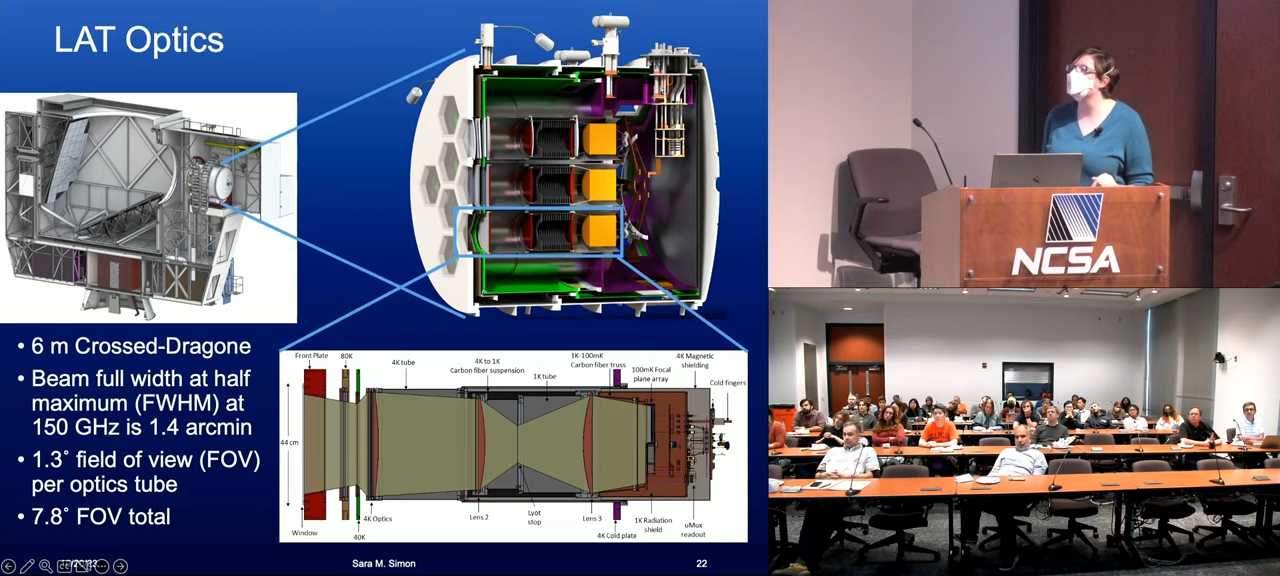 LAT Optics
• 6 m Crossed-Dragone
• Beam full width at half
maximum (FWHM) at
150 GHz is 1.4 arcmin
• 1.3° field of view (FOV)
per optics tube
• 7.8° FOV total
Front Plate
80K
4K tube
4K to 1K
Carbon fiber suspension
1K tube
1K-100mK
Carbon fiber truss
100mK Focal
plane array
4K Magnetic
shielding
Cold fingers
44 cm
Window
40K
4K Optics
Lens 2
Lyot
stop
Lens 3
4K Cold plate
1K Radiation
shield
uMux
readout
Sara M. Simon
22
NCSA